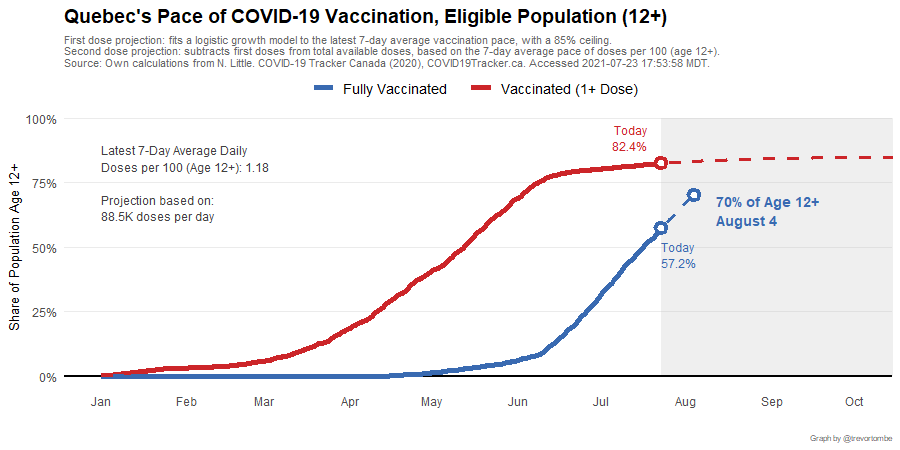 Quebec's Pace of COVID-19 Vaccination, Eligible Population (12+)
First dose projection: fits a logistic growth model to the latest 7-day average vaccination pace, with a 85% ceiling.
Second dose projection: subtracts first doses from total available doses, based on the 7-day average pace of doses per 100 (age 12+).
Source: Own calculations from N. Little. COVID-19 Tracker Canada (2020), COVID19Tracker.ca. Accessed 2021-07-23 17:53:58 MDT.
Fully Vaccinated
Vaccinated (1+ Dose)
Share of Population Age 12+
100%
75%
50%
25%
0%
Latest 7-Day Average Daily
Doses per 100 (Age 12+): 1.18
Projection based on:
88.5K doses per day
Today
82.4%
70% of Age 12+
August 4
Today
57.2%
Jan
Feb
Mar
Apr
May
Jun
Jul
Aug
Sep
Oct
Graph by @trevortombe